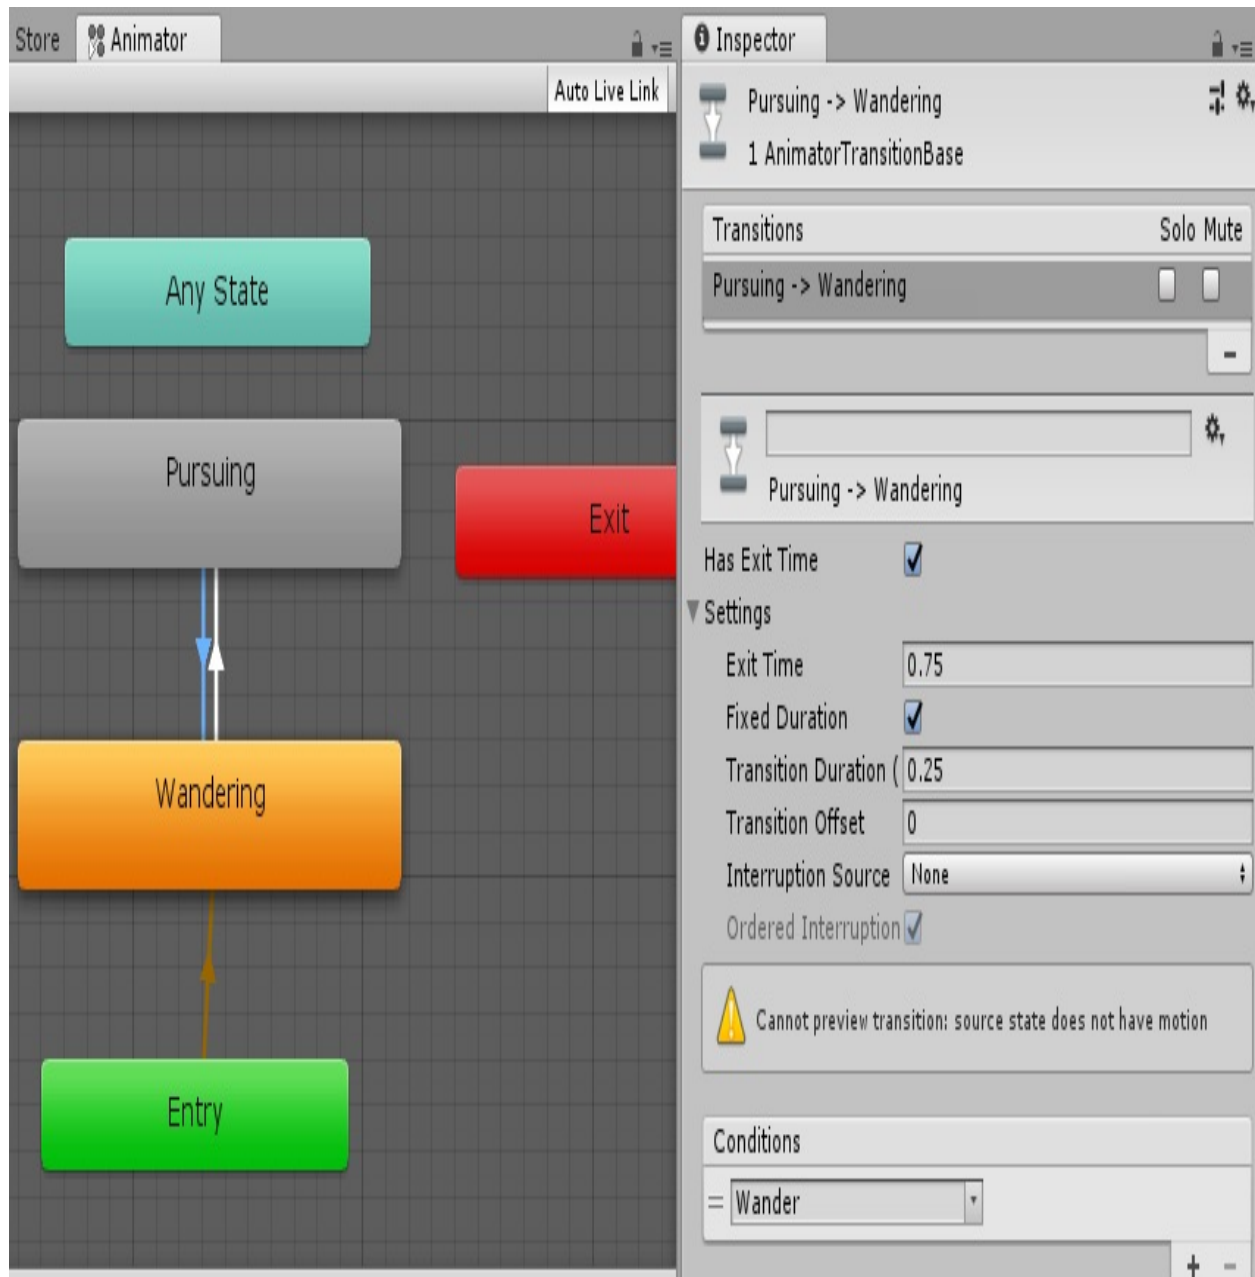 Store
Animator
Auto Live Link
Any State
Pursuing
Exit
Wandering
Entry
Inspector
Pursuing -> Wandering
1 AnimatorTransitionBase
Transitions Solo Mute
Pursuing -> Wandering
-
Pursuing -> Wandering
Has Exit Time
Settings
Exit Time 0.75
Fixed Duration
Transition Duration ( 0.25
Transition Offset 0
Interruption Source None
Ordered Interruption
Cannot preview transition: source state does not have motion
Conditions
= Wander
+ -